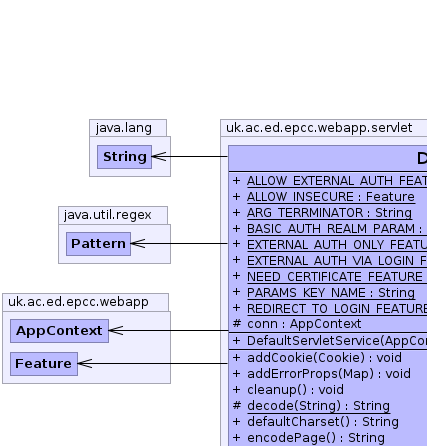 java.lang
String
java.util.regex
Pattern
uk.ac.ed.epcc.webapp
AppContext
Feature
uk.ac.ed.epcc.webapp.servlet
D
+ ALLOW_EXTERNAL_AUTH_FEAT
+ ALLOW_INSECURE : Feature
+ ARG_TERRMINATOR : String
+ BASIC_AUTH_REALM_PARAM :
+ EXTERNAL_AUTH_ONLY_FEATU
+ EXTERNAL_AUTH_VIA_LOGIN_F
+ NEED_CERTIFICATE_FEATURE
+ PARAMS_KEY_NAME : String
+ REDIRECT_TO_LOGIN_FEATURE
# conn : AppContext
+ DefaultServletService(AppCon
+ addCookie(Cookie) : void
+ addErrorProps(Map) : void
+ cleanup() : void
# decode(String) : String
+ defaultCharset() : String
+ encodePage() : String